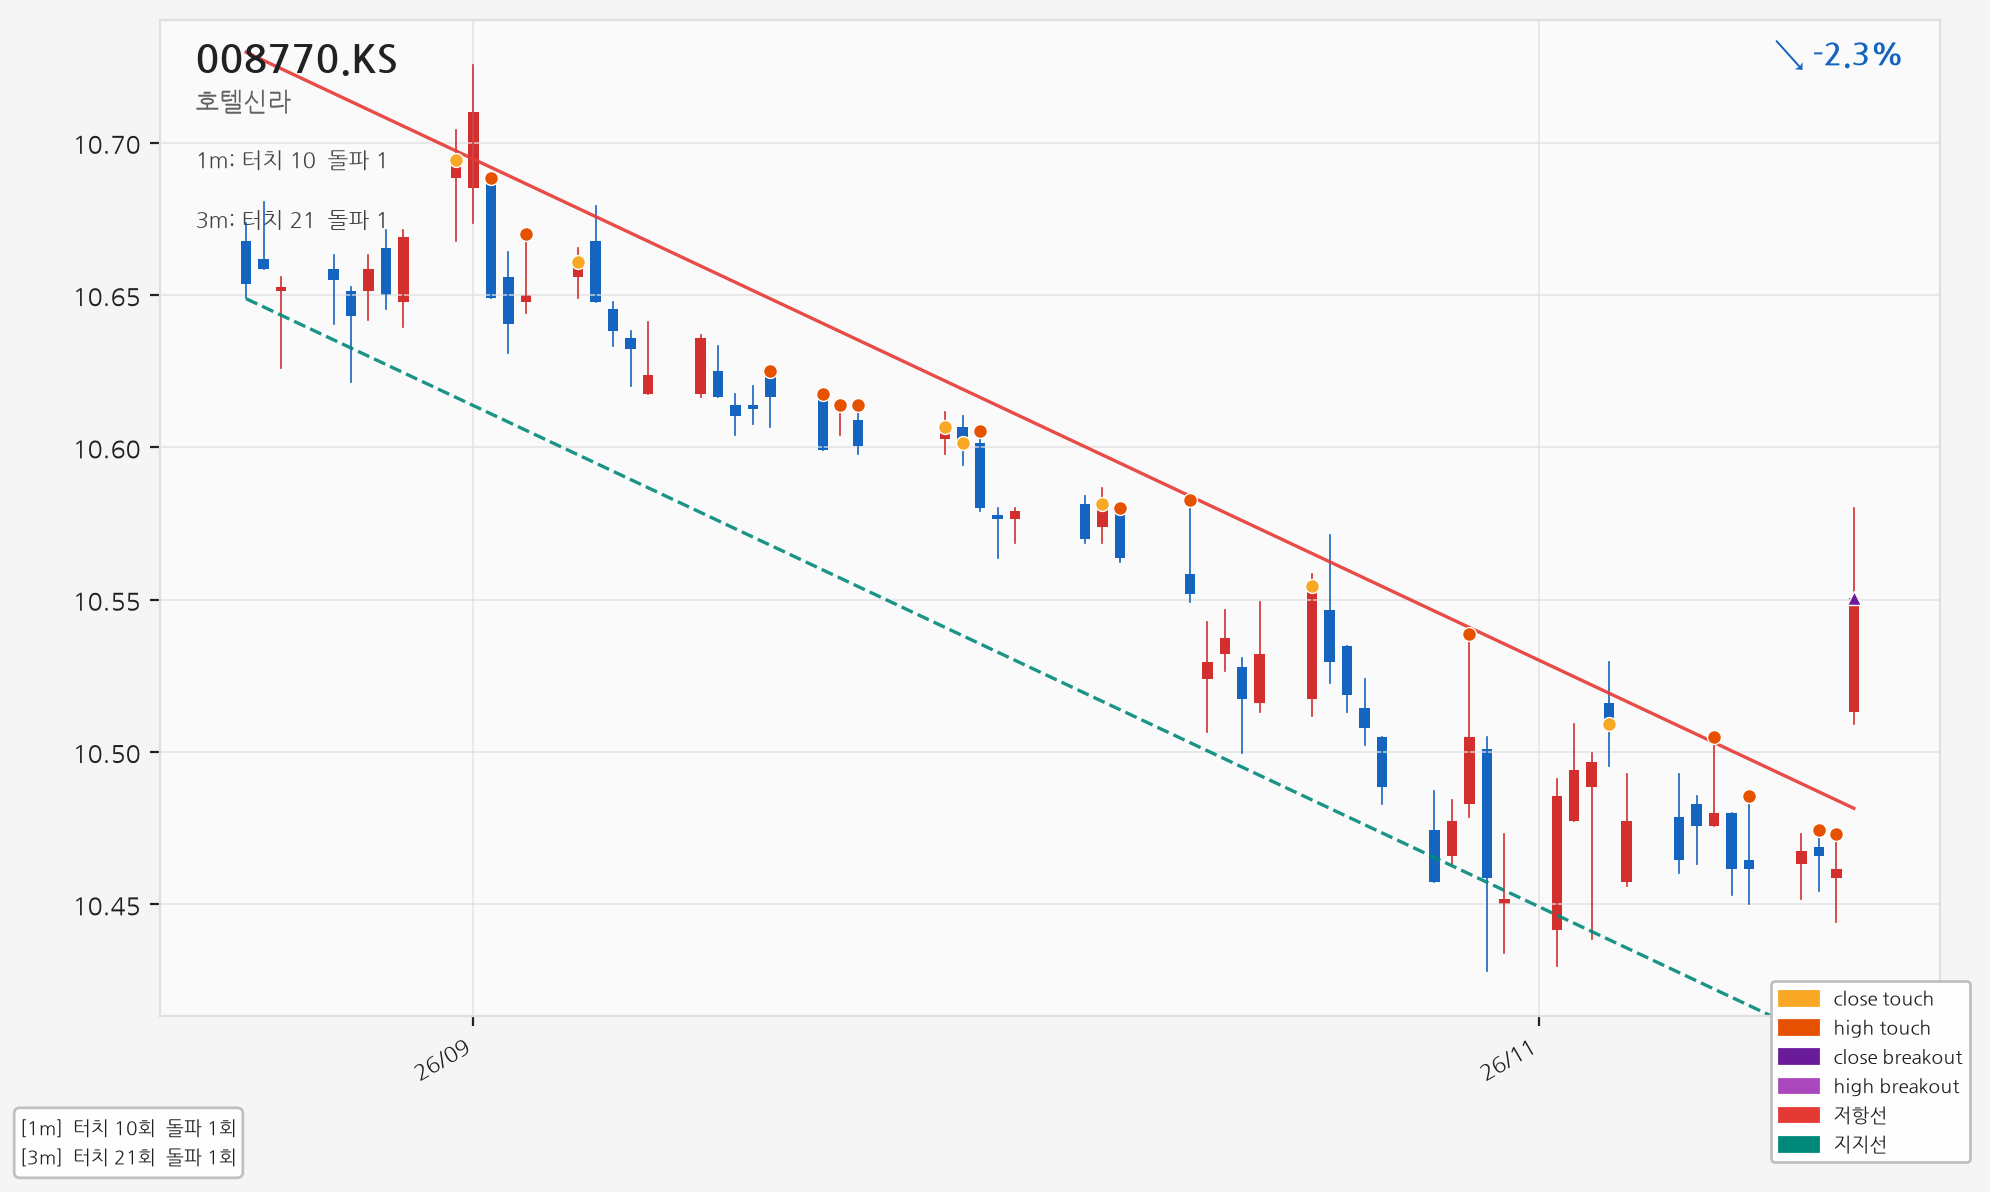 008770.KS
호텔신라
↘ -2.3%
1m: 터치 10 돌파 1
3m: 터치 21 돌파 1
10.70
10.65
10.60
10.55
10.50
10.45
26/09
26/11
close touch
high touch
close breakout
high breakout
저항선
지지선
[1m] 터치 10회 돌파 1회
[3m] 터치 21회 돌파 1회